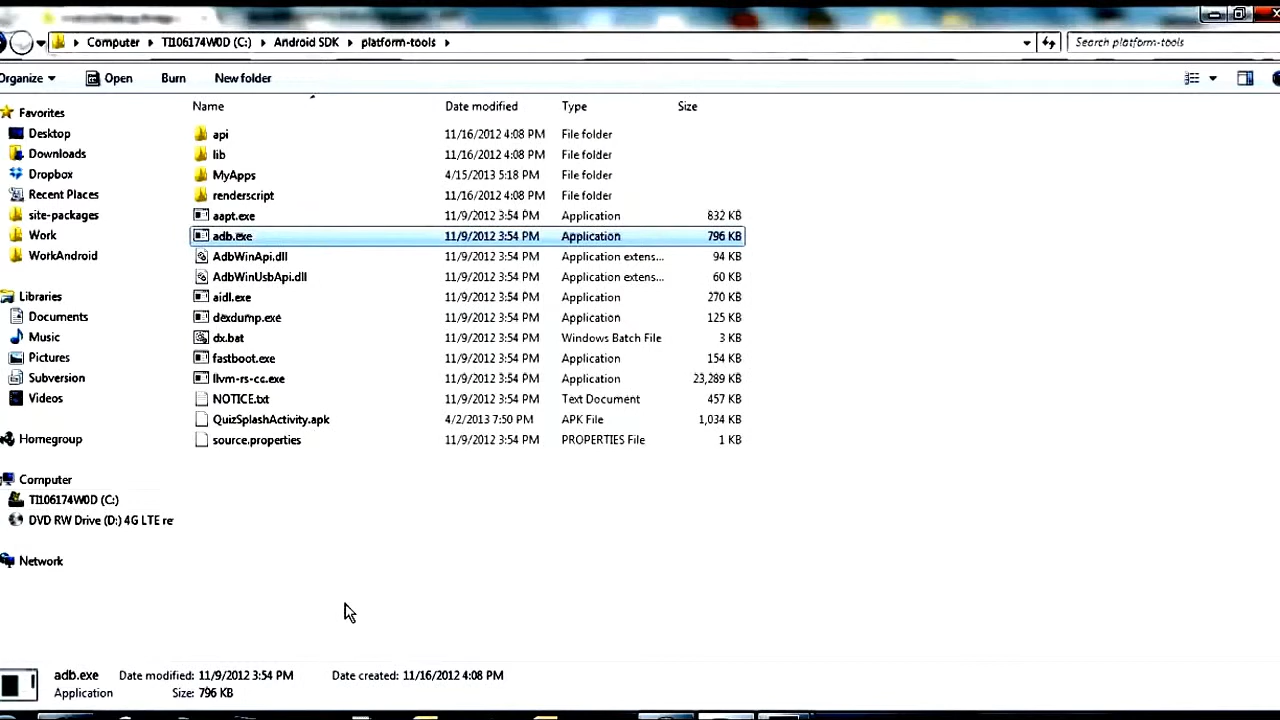 Computer TI106174W0D (C:) Android SDK platform-tools Search platform-tools
Organize Open Burn New folder
Name Date modified Type Size
Favorites
Desktop
Downloads
Dropbox
Recent Places
site-packages
Work
WorkAndroid
Libraries
Documents
Music
Pictures
Subversion
Videos
Homegroup
Computer
TI106174W0D (C:)
DVD RW Drive (D:) 4G LTE re
Network
api 11/16/2012 4:08 PM File folder
lib 11/16/2012 4:08 PM File folder
MyApps 4/15/2013 5:18 PM File folder
renderscript 11/16/2012 4:08 PM File folder
aapt.exe 11/9/2012 3:54 PM Application 832 KB
adb.exe 11/9/2012 3:54 PM Application 796 KB
AdbWinApi.dll 11/9/2012 3:54 PM Application extens... 94 KB
AdbWinUsbApi.dll 11/9/2012 3:54 PM Application extens... 60 KB
aidl.exe 11/9/2012 3:54 PM Application 270 KB
dexdump.exe 11/9/2012 3:54 PM Application 125 KB
dx.bat 11/9/2012 3:54 PM Windows Batch File 3 KB
fastboot.exe 11/9/2012 3:54 PM Application 154 KB
llvm-rs-cc.exe 11/9/2012 3:54 PM Application 23,289 KB
NOTICE.txt 11/9/2012 3:54 PM Text Document 457 KB
QuizSplashActivity.apk 4/2/2013 7:50 PM APK File 1,034 KB
source.properties 11/9/2012 3:54 PM PROPERTIES File 1 KB
adb.exe Date modified: 11/9/2012 3:54 PM Date created: 11/16/2012 4:08 PM
Application Size: 796 KB